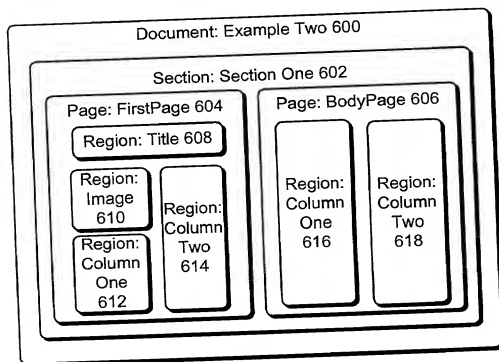 Document: Example Two 600
Section: Section One 602
Page: FirstPage 604
Region: Title 608
Region:
Image
610
Region:
Column
One
612
Region:
Column
Two
614
Page: BodyPage 606
Region:
Column
One
616
Region:
Column
Two
618